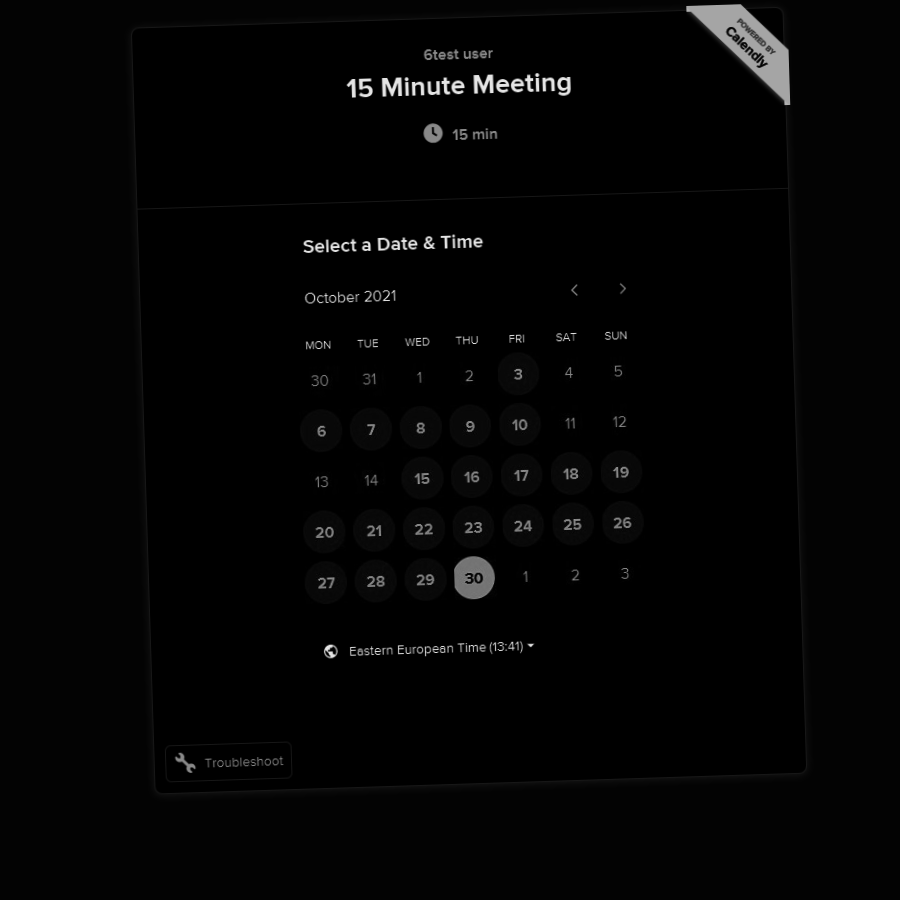 POWERED BY
Calendly
6test user
15 Minute Meeting
15 min
Select a Date & Time
October 2021
MON TUE WED THU FRI SAT SUN
30 31 1 2 3 4 5
6 7 8 9 10 11 12
13 14 15 16 17 18 19
20 21 22 23 24 25 26
27 28 29 30 1 2 3
Eastern European Time (13:41)
Troubleshoot